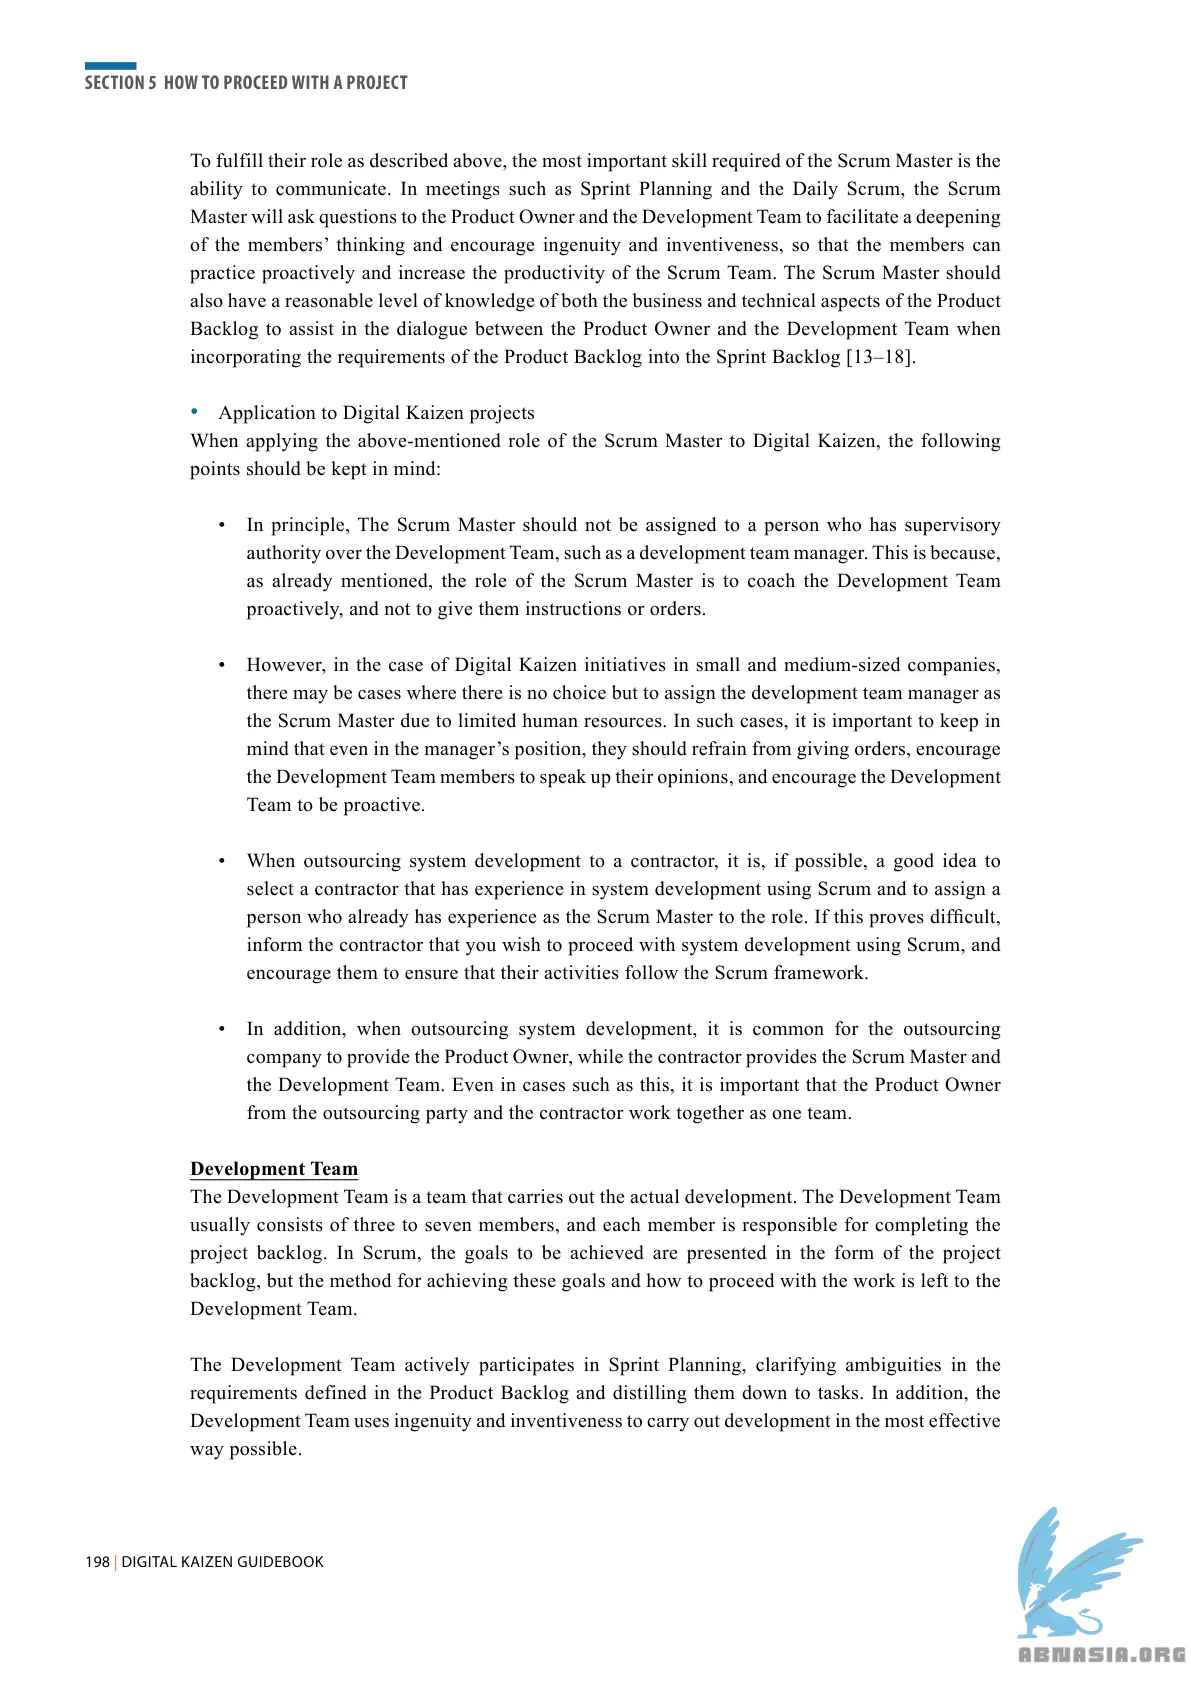 SECTION 5 HOW TO PROCEED WITH A PROJECT
To fulfill their role as described above, the most important skill required of the Scrum Master is the
ability to communicate. In meetings such as Sprint Planning and the Daily Scrum, the Scrum
Master will ask questions to the Product Owner and the Development Team to facilitate a deepening
of the members’ thinking and encourage ingenuity and inventiveness, so that the members can
practice proactively and increase the productivity of the Scrum Team. The Scrum Master should
also have a reasonable level of knowledge of both the business and technical aspects of the Product
Backlog to assist in the dialogue between the Product Owner and the Development Team when
incorporating the requirements of the Product Backlog into the Sprint Backlog [13–18].
• Application to Digital Kaizen projects
When applying the above-mentioned role of the Scrum Master to Digital Kaizen, the following
points should be kept in mind:
• In principle, The Scrum Master should not be assigned to a person who has supervisory
authority over the Development Team, such as a development team manager. This is because,
as already mentioned, the role of the Scrum Master is to coach the Development Team
proactively, and not to give them instructions or orders.
• However, in the case of Digital Kaizen initiatives in small and medium-sized companies,
there may be cases where there is no choice but to assign the development team manager as
the Scrum Master due to limited human resources. In such cases, it is important to keep in
mind that even in the manager’s position, they should refrain from giving orders, encourage
the Development Team members to speak up their opinions, and encourage the Development
Team to be proactive.
• When outsourcing system development to a contractor, it is, if possible, a good idea to
select a contractor that has experience in system development using Scrum and to assign a
person who already has experience as the Scrum Master to the role. If this proves difficult,
inform the contractor that you wish to proceed with system development using Scrum, and
encourage them to ensure that their activities follow the Scrum framework.
• In addition, when outsourcing system development, it is common for the outsourcing
company to provide the Product Owner, while the contractor provides the Scrum Master and
the Development Team. Even in cases such as this, it is important that the Product Owner
from the outsourcing party and the contractor work together as one team.
Development Team
The Development Team is a team that carries out the actual development. The Development Team
usually consists of three to seven members, and each member is responsible for completing the
project backlog. In Scrum, the goals to be achieved are presented in the form of the project
backlog, but the method for achieving these goals and how to proceed with the work is left to the
Development Team.
The Development Team actively participates in Sprint Planning, clarifying ambiguities in the
requirements defined in the Product Backlog and distilling them down to tasks. In addition, the
Development Team uses ingenuity and inventiveness to carry out development in the most effective
way possible.
198 | DIGITAL KAIZEN GUIDEBOOK
ABNASIA.ORG